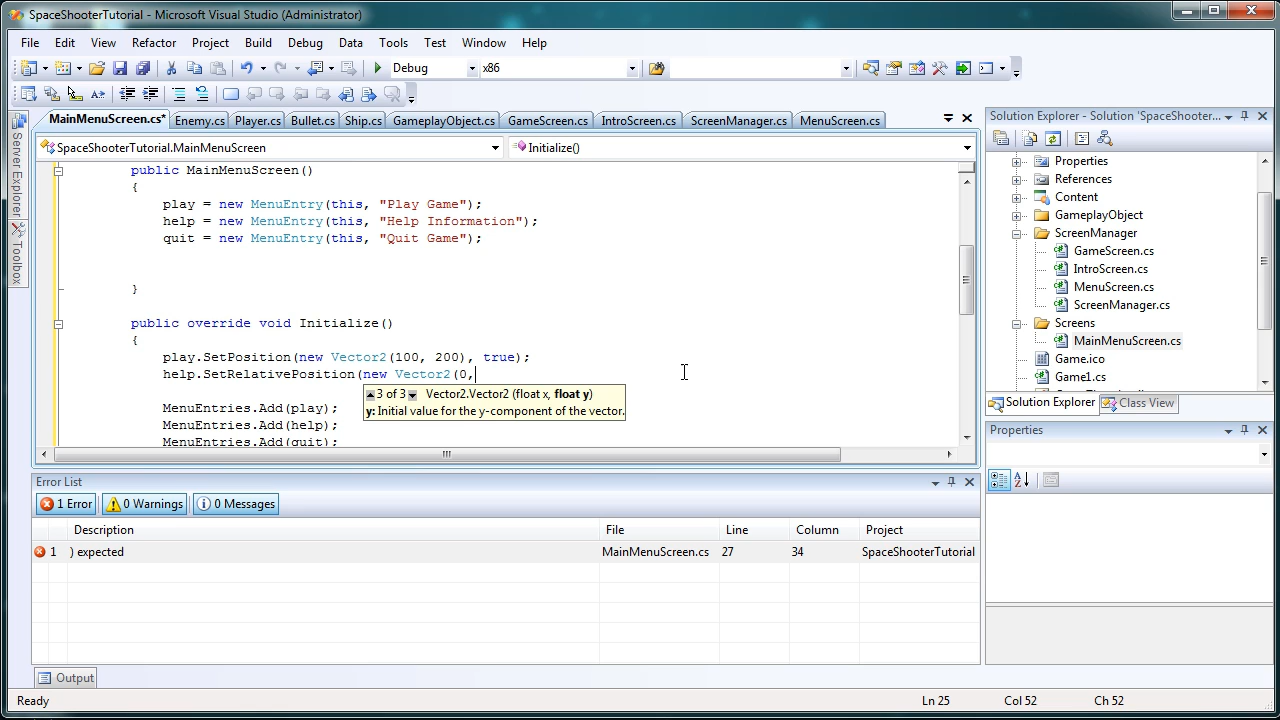 SpaceShooterTutorial - Microsoft Visual Studio (Administrator)
File Edit View Refactor Project Build Debug Data Tools Test Window Help
Debug x86
MainMenuScreen.cs* Enemy.cs Player.cs Bullet.cs Ship.cs GameplayObject.cs GameScreen.cs IntroScreen.cs ScreenManager.cs MenuScreen.cs
SpaceShooterTutorial.MainMenuScreen Initialize()
public MainMenuScreen()
{
play = new MenuEntry(this, "Play Game");
help = new MenuEntry(this, "Help Information");
quit = new MenuEntry(this, "Quit Game");
}
public override void Initialize()
{
play.SetPosition(new Vector2(100, 200), true);
help.SetRelativePosition(new Vector2(0,
3 of 3 Vector2.Vector2 (float x, float y)
y: Initial value for the y-component of the vector.
MenuEntries.Add(play);
MenuEntries.Add(help);
MenuEntries.Add(quit);
Server Explorer
Toolbox
Solution Explorer - Solution 'SpaceShooter...
Properties
References
Content
GameplayObject
ScreenManager
GameScreen.cs
IntroScreen.cs
MenuScreen.cs
ScreenManager.cs
Screens
MainMenuScreen.cs
Game.ico
Game1.cs
Solution Explorer Class View
Properties
Error List
1 Error 0 Warnings 0 Messages
Description File Line Column Project
1 ) expected MainMenuScreen.cs 27 34 SpaceShooterTutorial
Output
Ready Ln 25 Col 52 Ch 52